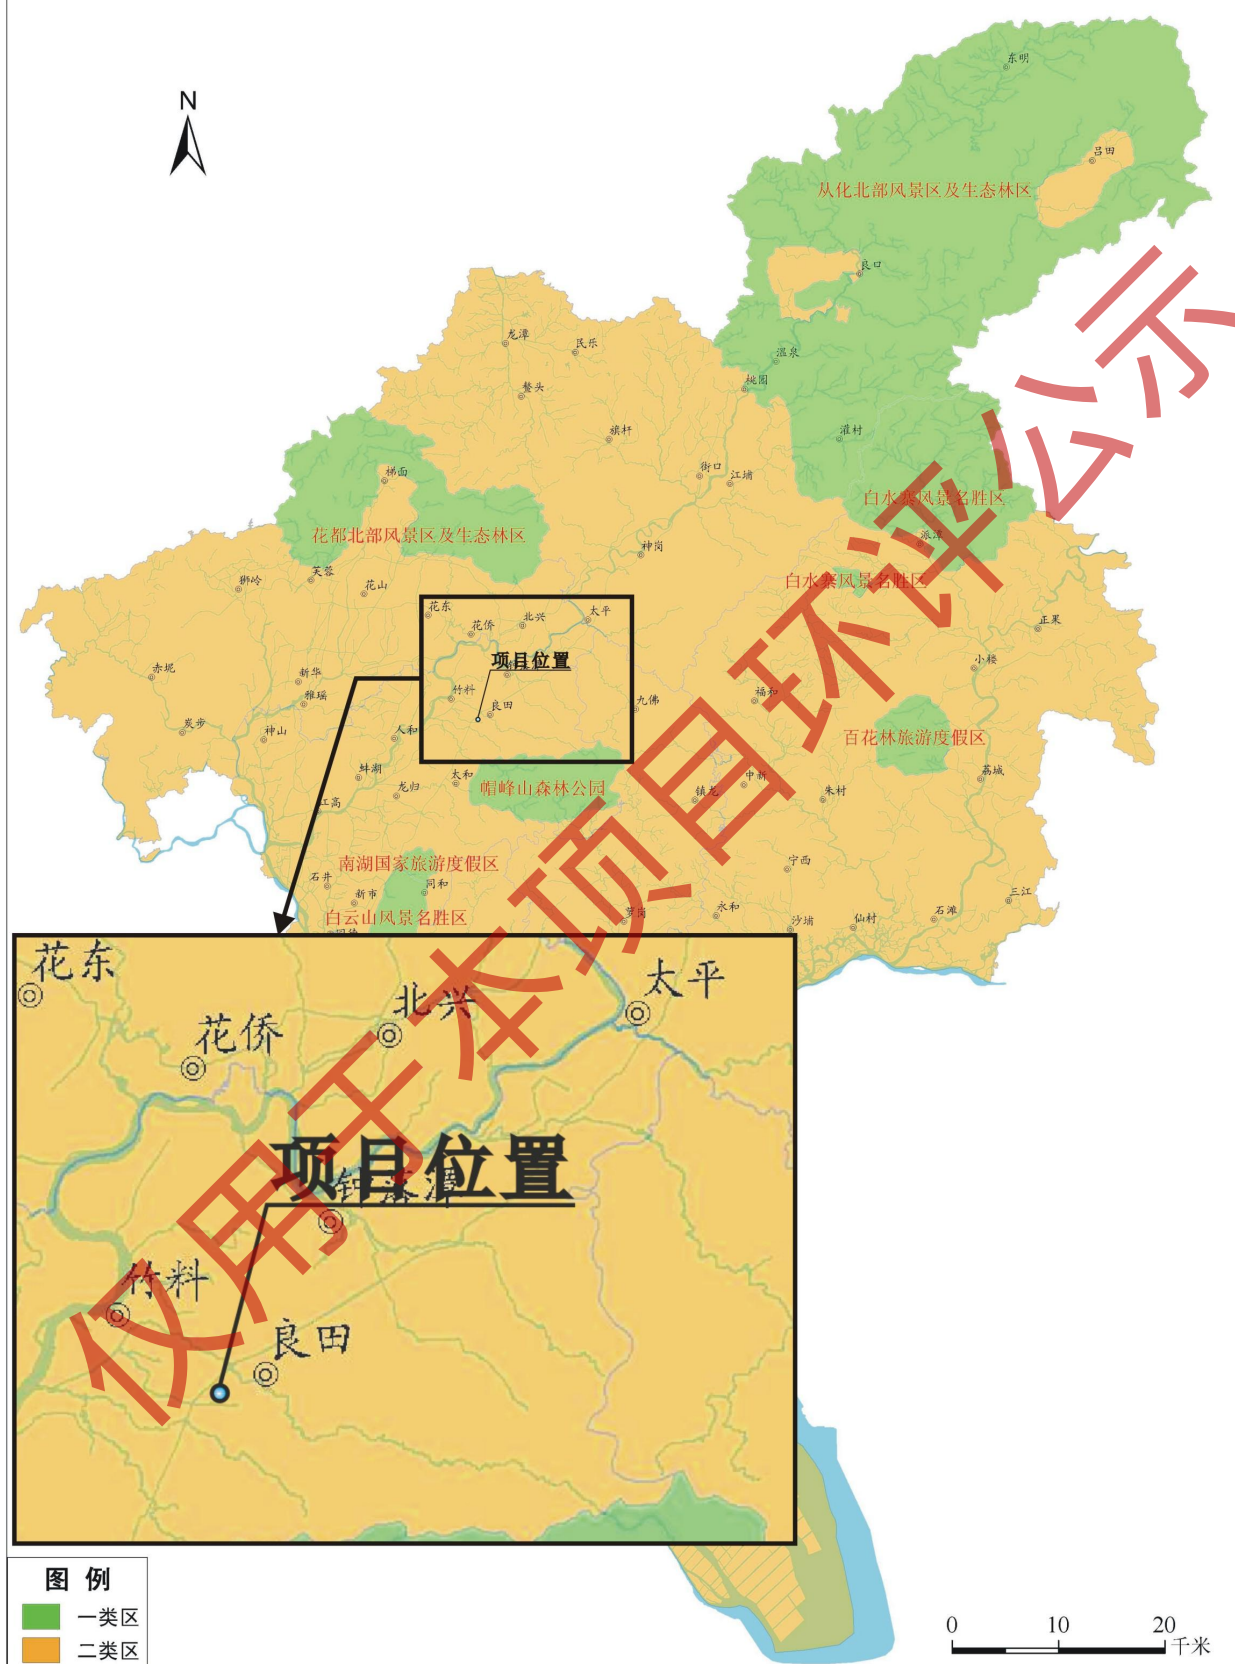 N
东明
吕田
从化北部风景区及生态林区
良口
龙潭
民乐
温泉
桃园
鳌头
旗杆
灌村
街口
江埔
梯面
白水寨风景名胜区
花都北部风景区及生态林区
派潭
神岗
芙蓉
狮岭
花山
白水寨风景名胜区
花东
花侨
北兴
太平
正果
项目位置
小楼
赤坭
新华
雅瑶
竹料
良田
九佛
福和
炭步
神山
人和
百花林旅游度假区
蚌湖
龙归
太和
帽峰山森林公园
中新
荔城
江高
镇龙
朱村
南湖国家旅游度假区
宁西
石井
同和
新市
三江
白云山风景名胜区
萝岗
永和
沙埔
仙村
石滩
花东
花侨
北兴
太平
项目位置
钟落潭
竹料
良田
仅用于本项目环评公示
图 例
一类区
二类区
0 10 20
千米